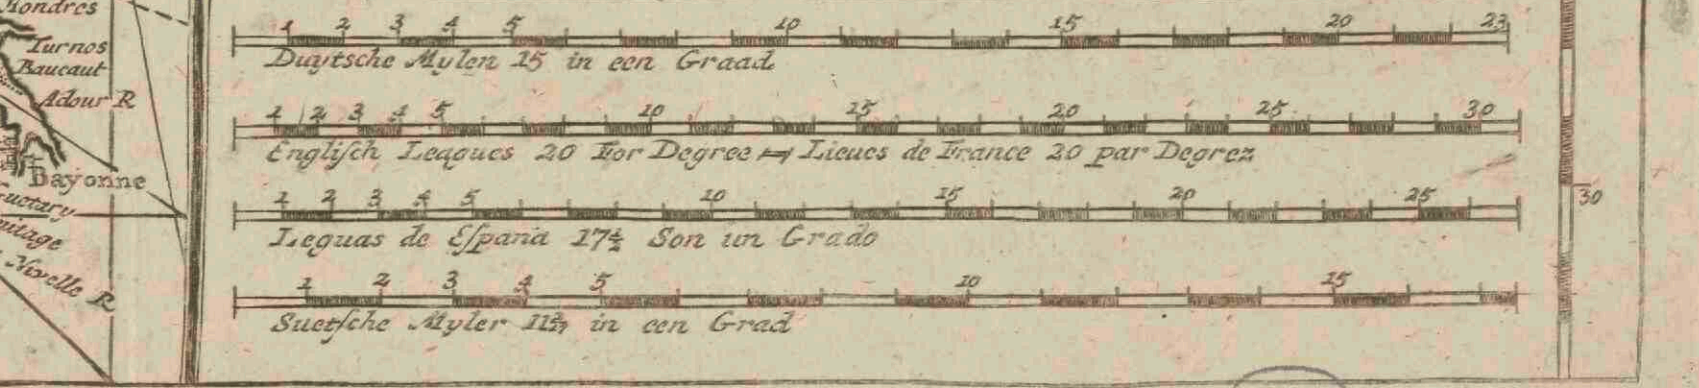 Hondres
Turnos
Baucaut
Adour R
Bayonne
Nivelle R
1 2 3 4 5 10 15 20 23
Duytsche Mylen 15 in een Graad
1 2 3 4 5 10 15 20 25 30
Engliſch Leagues 20 For Degree Lieues de France 20 par Degrez
1 2 3 4 5 10 15 20 25
Leguas de Eſpania 17½ Son un Grado
30
1 2 3 4 5 10 15
Suetſche Myler in een Grad